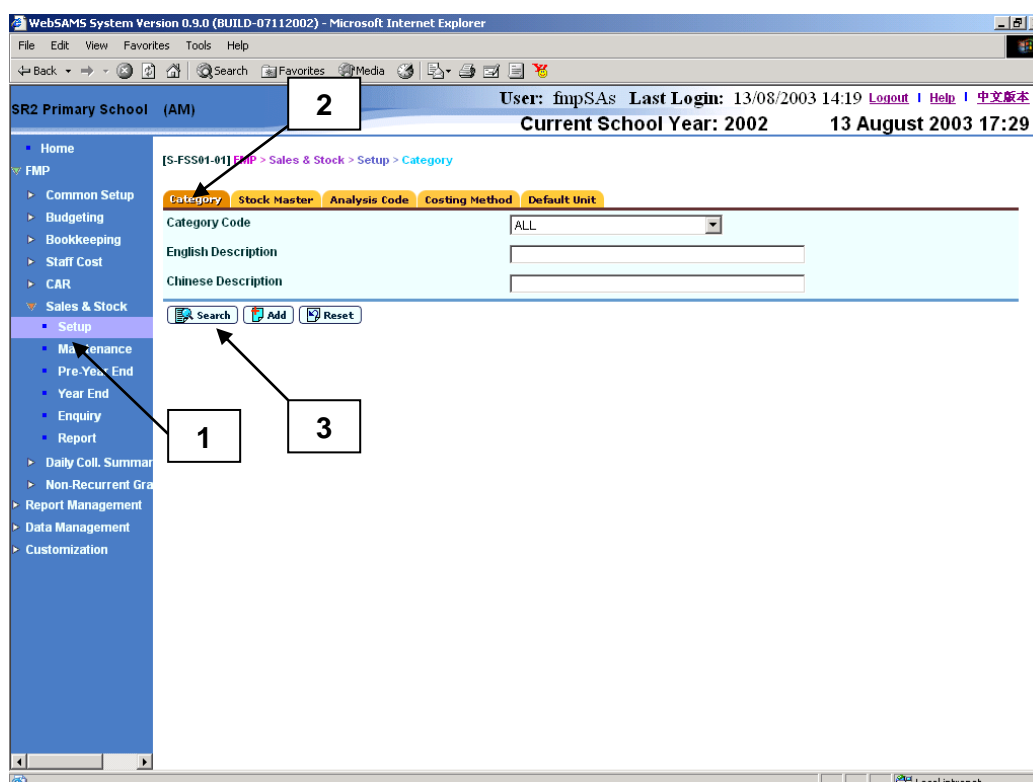 WebSAMS System Version 0.9.0 (BUILD-07112002) - Microsoft Internet Explorer
File Edit View Favorites Tools Help
Back Search Favorites Media
SR2 Primary School (AM)
User: fmpSAs Last Login: 13/08/2003 14:19 Logout | Help | 中文版本
Current School Year: 2002 13 August 2003 17:29
2
Home
FMP
Common Setup
Budgeting
Bookkeeping
Staff Cost
CAR
Sales & Stock
Setup
Maintenance
Pre-Year End
Year End
Enquiry
Report
Daily Coll. Summar
Non-Recurrent Gra
Report Management
Data Management
Customization
[S-FSS01-01] FMP > Sales & Stock > Setup > Category
Category Stock Master Analysis Code Costing Method Default Unit
Category Code ALL
English Description
Chinese Description
Search Add Reset
1
3
Local intranet